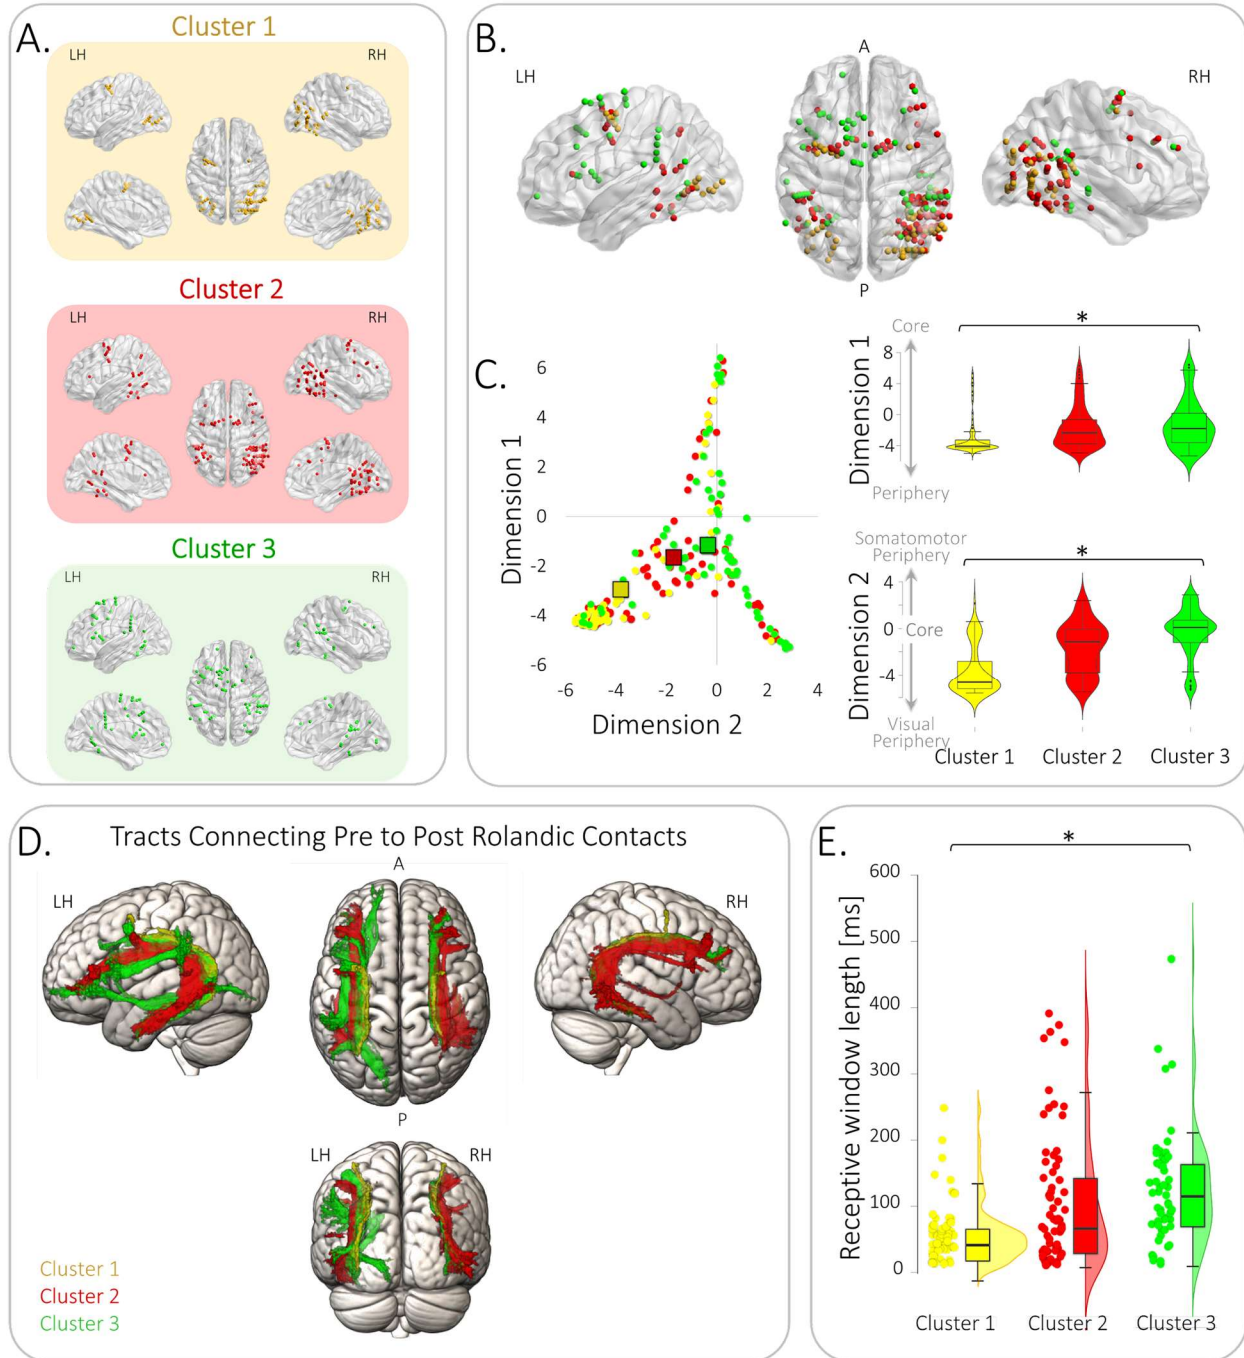 A.
Cluster 1
LH
RH
Cluster 2
LH
RH
Cluster 3
LH
RH
B.
LH
A
RH
P
C.
Dimension 1
6
4
2
0
-2
-4
-6
-6
-4
-2
0
2
4
Dimension 2
Dimension 1
Core
8
4
0
-4
Periphery
*
Dimension 2
Somatomotor
Periphery
4
0
Core
-4
Visual
Periphery
*
Cluster 1
Cluster 2
Cluster 3
D.
Tracts Connecting Pre to Post Rolandic Contacts
LH
A
RH
P
LH
RH
Cluster 1
Cluster 2
Cluster 3
E.
*
Receptive window length [ms]
600
500
400
300
200
100
0
Cluster 1
Cluster 2
Cluster 3